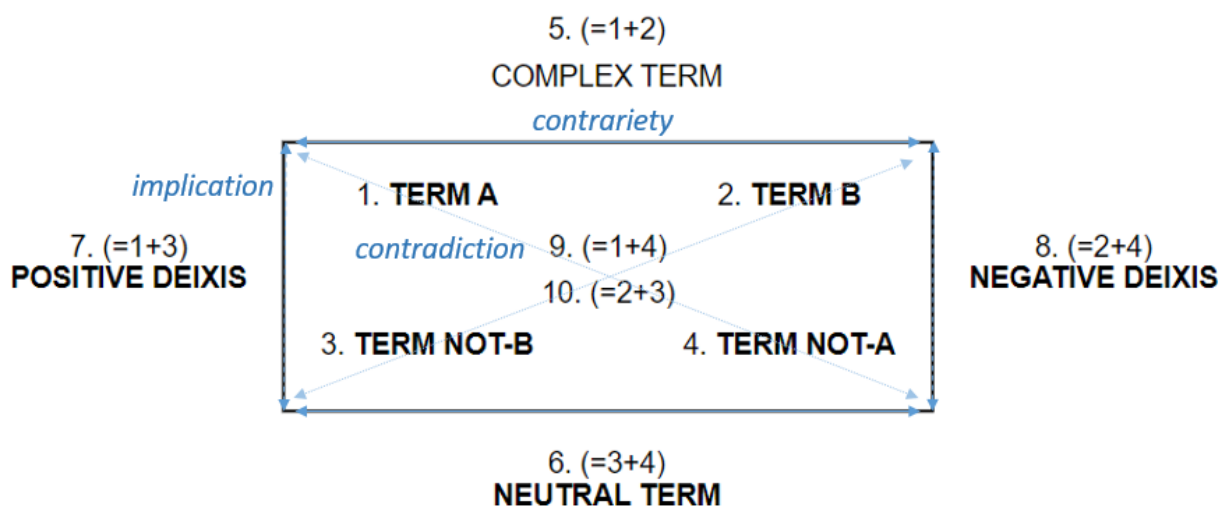 5. (=1+2)
COMPLEX TERM
contrariety
implication
1. TERM A
2. TERM B
contradiction
9. (=1+4)
7. (=1+3)
POSITIVE DEIXIS
8. (=2+4)
NEGATIVE DEIXIS
10. (=2+3)
3. TERM NOT-B
4. TERM NOT-A
6. (=3+4)
NEUTRAL TERM